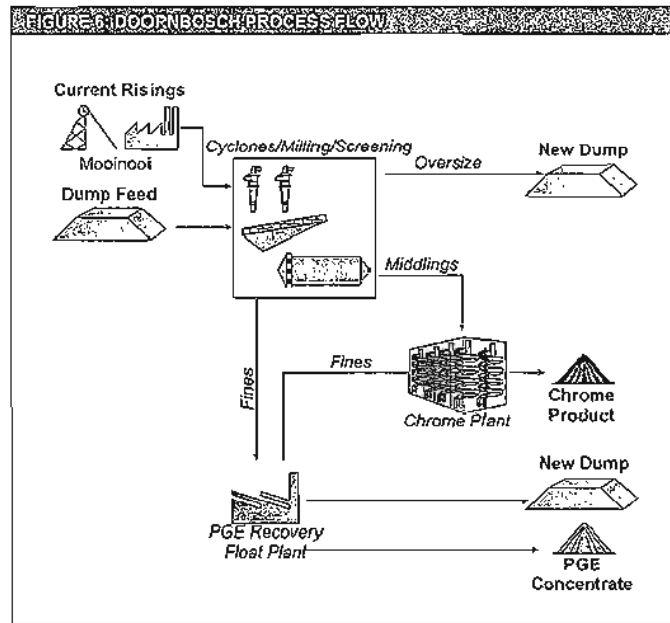 FIGURE 6: DOORNBOSCH PROCESS FLOW
Current Risings
Mooinooi
Cyclones/Milling/Screening
Oversize
New Dump
Dump Feed
Middlings
Fines
Fines
Chrome Plant
Chrome
Product
New Dump
PGE Recovery
Float Plant
PGE
Concentrate